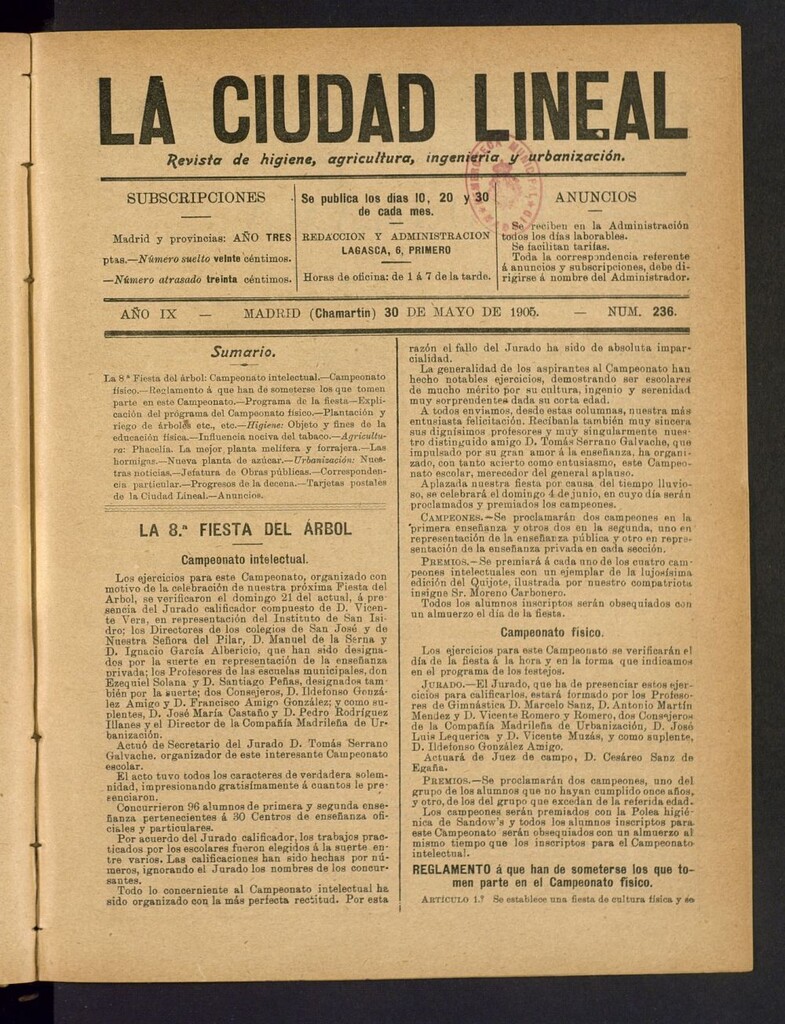 LA CIUDAD LINEAL
Revista de higiene, agricultura, ingeniería y urbanización.
SUBSCRIPCIONES
Madrid y provincias: AÑO TRES
ptas.—Número suelto veinte céntimos.
—Número atrasado treinta céntimos.
Se publica los días 10, 20 y 30
de cada mes.
REDACCION Y ADMINISTRACION
LAGASCA, 6, PRIMERO
Horas de oficina: de 1 á 7 de la tarde.
ANUNCIOS
Se reciben en la Administración
todos los días laborables.
Se facilitan tarifas.
Toda la correspondencia referente
á anuncios y subscripciones, debe di-
rigirse á nombre del Administrador.
AÑO IX — MADRID (Chamartin) 30 DE MAYO DE 1905. — NUM. 236.
Sumario.
La 8.ª Fiesta del árbol: Campeonato intelectual.—Campeonato
físico.—Reglamento á que han de someterse los que tomen
parte en este Campeonato.—Programa de la fiesta—Expli-
cación del programa del Campeonato físico.—Plantación y
riego de árboles etc., etc.—Higiene: Objeto y fines de la
educación física.—Influencia nociva del tabaco.—Agricultu-
ra: Phacelia. La mejor planta melífera y forrajera.—Las
hormigas.—Nueva planta de azúcar.—Urbanización: Nues-
tras noticias.—Jefatura de Obras públicas.—Corresponden-
cia particular.—Progresos de la decena.—Tarjetas postales
de la Ciudad Lineal.—Anuncios.
LA 8.ª FIESTA DEL ÁRBOL
Campeonato intelectual.
Los ejercicios para este Campeonato, organizado con
motivo de la celebración de nuestra próxima Fiesta del
Arbol, se verificaron el domingo 21 del actual, á pre-
sencia del Jurado calificador compuesto de D. Vicen-
te Vera, en representación del Instituto de San Isi-
dro; los Directores de los colegios de San José y de
Nuestra Señora del Pilar, D. Manuel de la Serna y
D. Ignacio García Albericio, que han sido designa-
dos por la suerte en representación de la enseñanza
privada; los Profesores de las escuelas municipales, don
Ezequiel Solana y D. Santiago Peñas, designados tam-
bién por la suerte; dos Consejeros, D. Ildefonso Gonzá-
lez Amigo y D. Francisco Amigo González; y como su-
plentes, D. José María Castaño y D. Pedro Rodríguez
Illanes y el Director de la Compañía Madrileña de Ur-
banización.
Actuó de Secretario del Jurado D. Tomás Serrano
Galvache, organizador de este interesante Campeonato
escolar.
El acto tuvo todos los caracteres de verdadera solem-
nidad, impresionando gratisímamente á cuantos le pre-
senciaron.
Concurrieron 96 alumnos de primera y segunda ense-
ñanza pertenecientes á 30 Centros de enseñanza ofi-
ciales y particulares.
Por acuerdo del Jurado calificador, los trabajos prac-
ticados por los escolares fueron elegidos á la suerte en-
tre varios. Las calificaciones han sido hechas por nú-
meros, ignorando el Jurado los nombres de los concur-
santes.
Todo lo concerniente al Campeonato intelectual ha
sido organizado con la más perfecta rectitud. Por esta
razón el fallo del Jurado ha sido de absoluta impar-
cialidad.
La generalidad de los aspirantes al Campeonato han
hecho notables ejercicios, demostrando ser escolares
de mucho mérito por su cultura, ingenio y serenidad
muy sorprendentes dada su corta edad.
A todos enviamos, desde estas columnas, nuestra más
entusiasta felicitación. Recíbanla también muy sincera
sus dignísimos profesores y muy singularmente nues-
tro distinguido amigo D. Tomás Serrano Galvache, que
impulsado por su gran amor á la enseñanza, ha organi-
zado, con tanto acierto como entusiasmo, este Campeo-
nato escolar, merecedor del general aplauso.
Aplazada nuestra fiesta por causa del tiempo lluvio-
so, se celebrará el domingo 4 de junio, en cuyo día serán
proclamados y premiados los campeones.
CAMPEONES.—Se proclamarán dos campeones en la
primera enseñanza y otros dos en la segunda, uno en
representación de la enseñanza pública y otro en repre-
sentación de la enseñanza privada en cada sección.
PREMIOS.—Se premiará á cada uno de los cuatro cam-
peones intelectuales con un ejemplar de la lujosísima
edición del Quijote, ilustrada por nuestro compatriota
insigne Sr. Moreno Carbonero.
Todos los alumnos inscriptos serán obsequiados con
un almuerzo el día de la fiesta.
Campeonato físico.
Los ejercicios para este Campeonato se verificarán el
día de la fiesta á la hora y en la forma que indicamos
en el programa de los festejos.
JURADO.—El Jurado, que ha de presenciar estos ejer-
cicios para calificarlos, estará formado por los Profeso-
res de Gimnástica D. Marcelo Sanz, D. Antonio Martín
Mendez y D. Vicente Romero y Romero, dos Consejeros
de la Compañía Madrileña de Urbanización, D. José
Luis Lequerica y D. Vicente Muzás, y como suplente,
D. Ildefonso González Amigo.
Actuará de Juez de campo, D. Cesáreo Sanz de
Egaña.
PREMIOS.—Se proclamarán dos campeones, uno del
grupo de los alumnos que no hayan cumplido once años,
y otro, de los del grupo que excedan de la referida edad.
Los campeones serán premiados con la Polea higié-
nica de Sandow's y todos los alumnos inscriptos para
este Campeonato serán obsequiados con un almuerzo al
mismo tiempo que los inscriptos para el Campeonato
intelectual.
REGLAMENTO á que han de someterse los que to-
men parte en el Campeonato físico.
ARTÍCULO 1.º Se establece una fiesta de cultura física y se